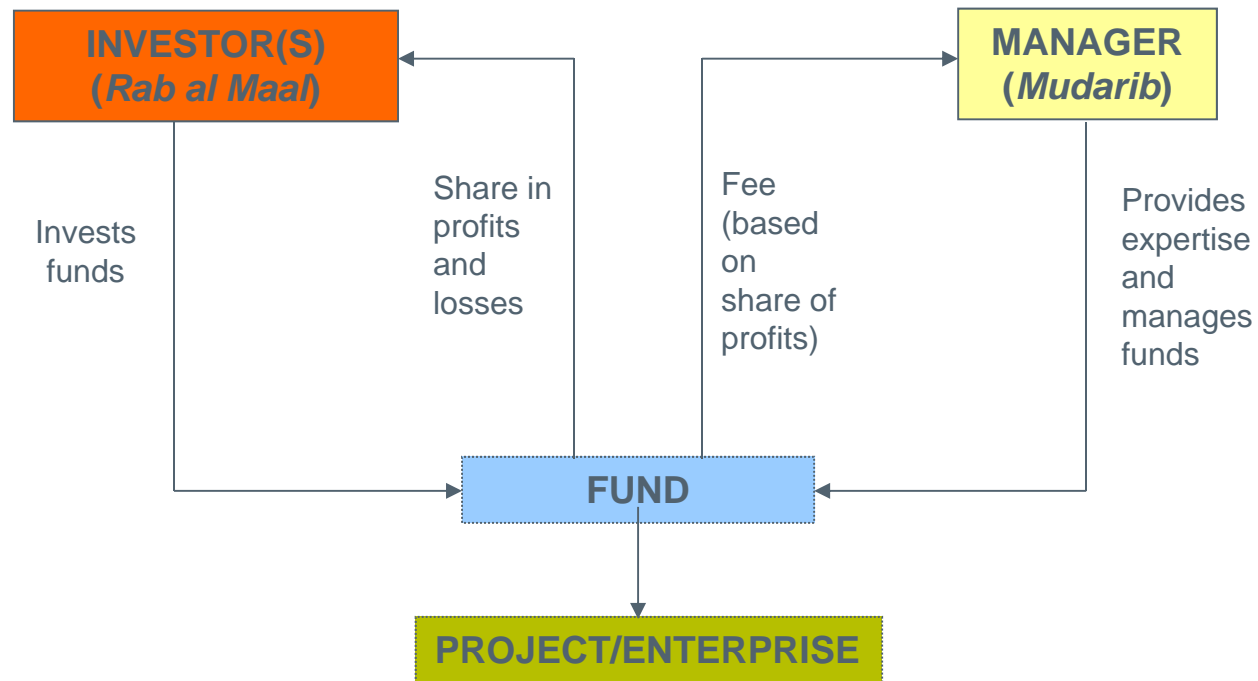 INVESTOR(S)
(Rab al Maal)
MANAGER
(Mudarib)
Invests
funds
Share in
profits
and
losses
Fee
(based
on
share of
profits)
Provides
expertise
and
manages
funds
FUND
PROJECT/ENTERPRISE